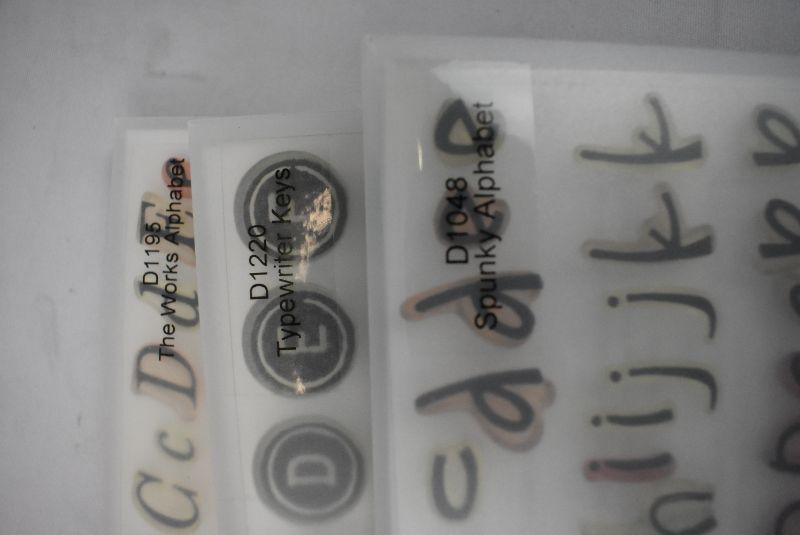 D1195
The Works Alphabet
C c D d F e
D1220
Typewriter Keys
D E F
D1048
Spunky Alphabet
c d d e e
i i j j k k